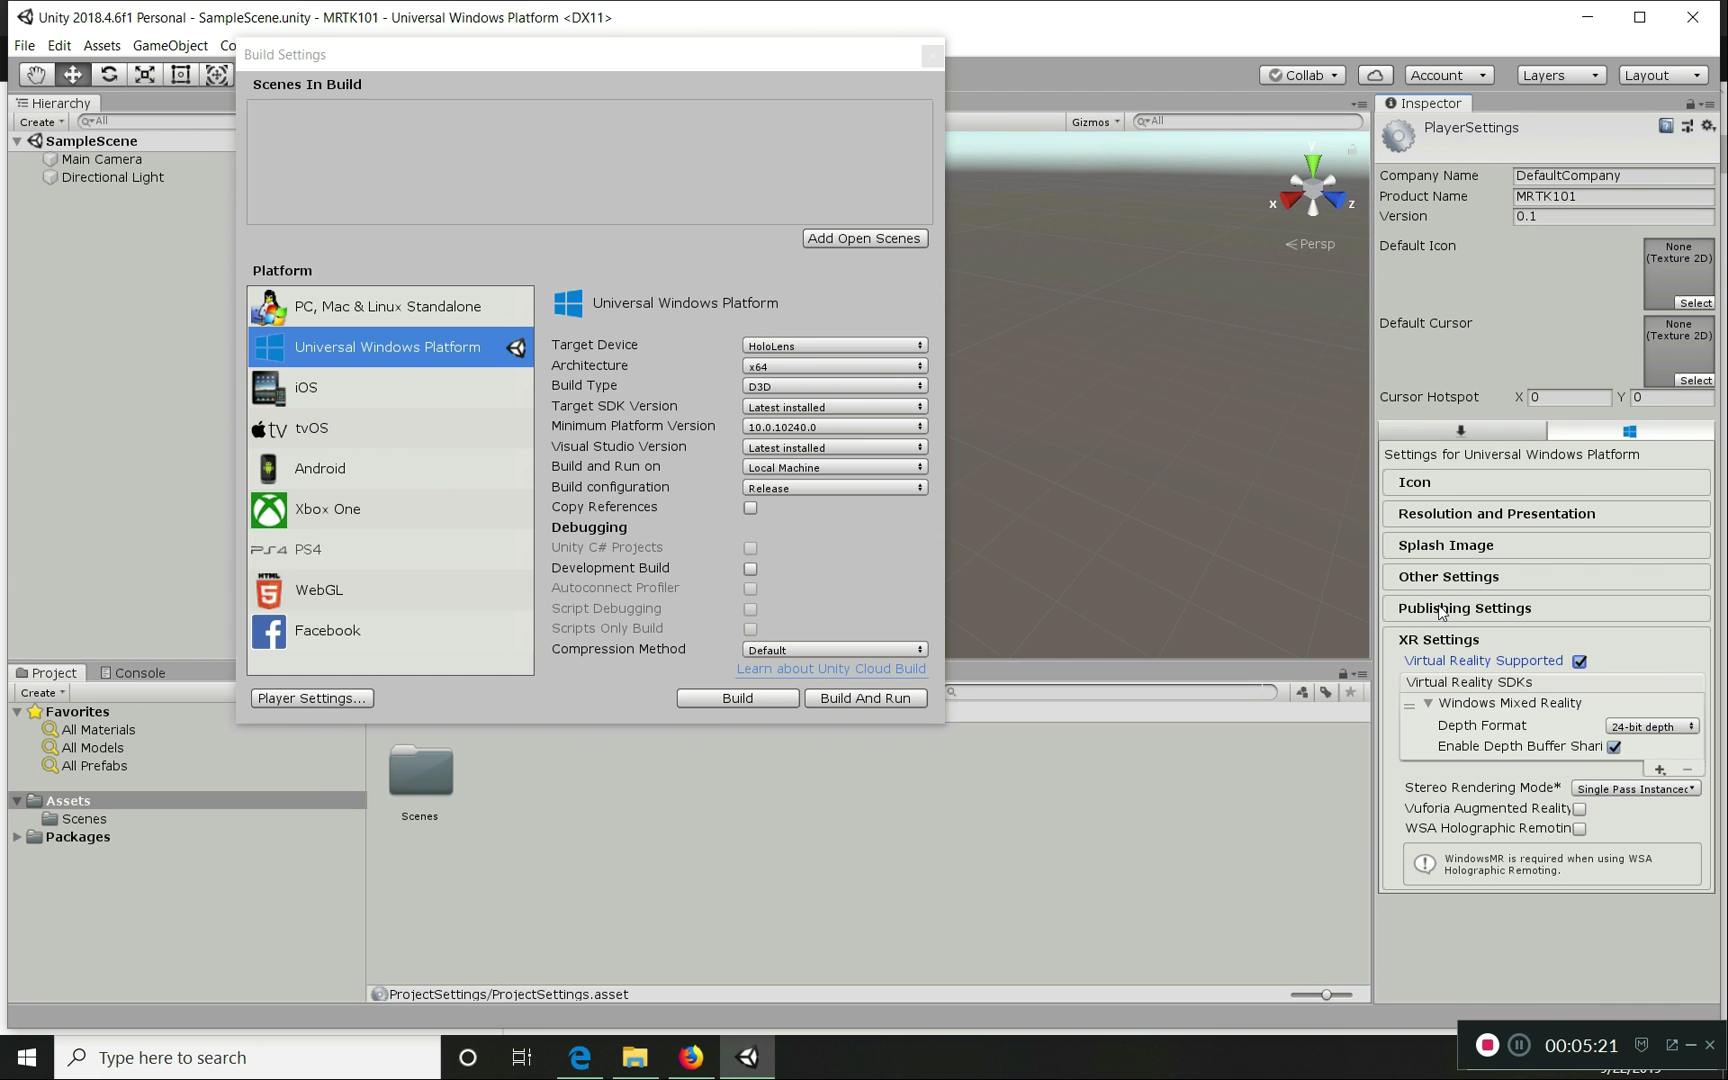 Unity 2018.4.6f1 Personal - SampleScene.unity - MRTK101 - Universal Windows Platform <DX11>
File Edit Assets GameObject Co
Build Settings
Scenes In Build
Add Open Scenes
Platform
PC, Mac & Linux Standalone
Universal Windows Platform
iOS
tvOS
Android
Xbox One
PS4
WebGL
Facebook
Universal Windows Platform
Target Device HoloLens
Architecture x64
Build Type D3D
Target SDK Version Latest installed
Minimum Platform Version 10.0.10240.0
Visual Studio Version Latest installed
Build and Run on Local Machine
Build configuration Release
Copy References
Debugging
Unity C# Projects
Development Build
Autoconnect Profiler
Script Debugging
Scripts Only Build
Compression Method Default
Learn about Unity Cloud Build
Player Settings... Build Build And Run
Hierarchy
Create All
SampleScene
Main Camera
Directional Light
Gizmos All
y
x z
Persp
Collab Account Layers Layout
Inspector
PlayerSettings
Company Name DefaultCompany
Product Name MRTK101
Version 0.1
Default Icon
None
(Texture 2D)
Select
Default Cursor
None
(Texture 2D)
Select
Cursor Hotspot X 0 Y 0
Settings for Universal Windows Platform
Icon
Resolution and Presentation
Splash Image
Other Settings
Publishing Settings
XR Settings
Virtual Reality Supported
Virtual Reality SDKs
Windows Mixed Reality
Depth Format 24-bit depth
Enable Depth Buffer Shari
Stereo Rendering Mode* Single Pass Instanced
Vuforia Augmented Reality
WSA Holographic Remotin
WindowsMR is required when using WSA
Holographic Remoting.
Project Console
Create
Favorites
All Materials
All Models
All Prefabs
Assets
Scenes
Packages
Scenes
ProjectSettings/ProjectSettings.asset
Type here to search
00:05:21